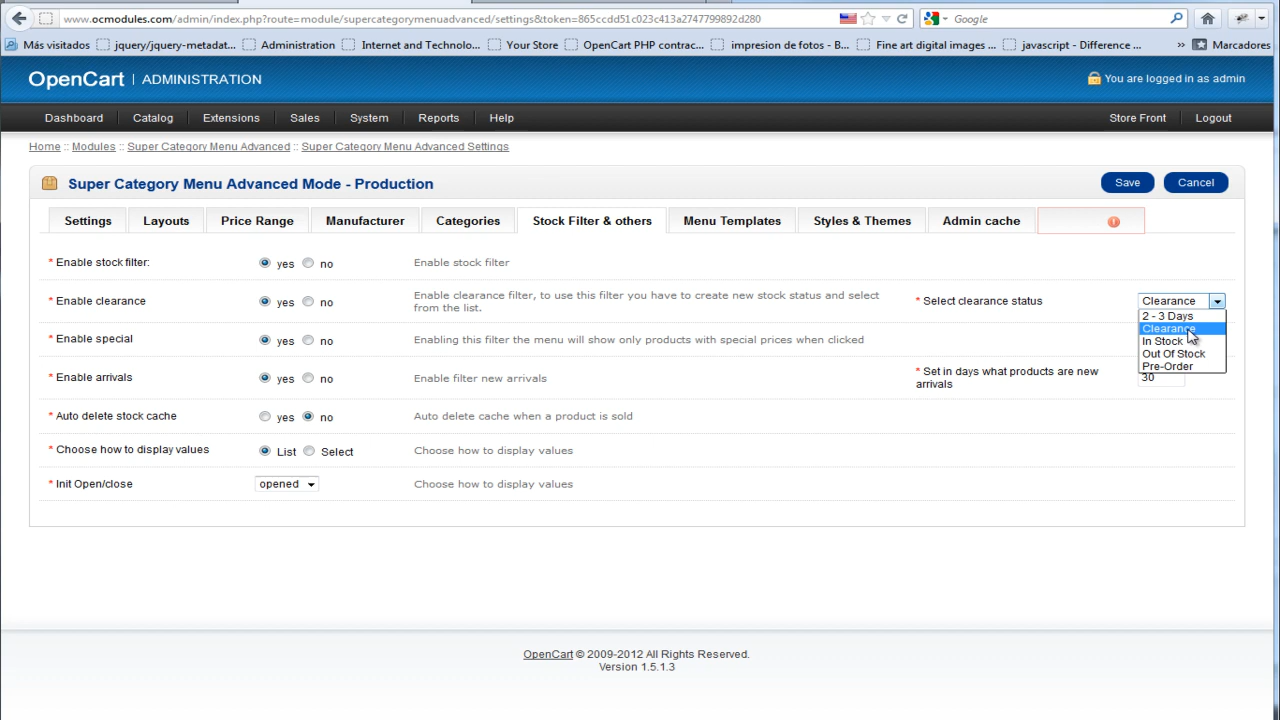 www.ocmodules.com/admin/index.php?route=module/supercategorymenuadvanced/settings&token=865ccdd51c023c413a2747799892d280
Google
Más visitados
jquery/jquery-metadat...
Administration
Internet and Technolo...
Your Store
OpenCart PHP contrac...
impresion de fotos - B...
Fine art digital images ...
javascript - Difference ...
»
Marcadores
OpenCart | ADMINISTRATION
You are logged in as admin
Dashboard
Catalog
Extensions
Sales
System
Reports
Help
Store Front
Logout
Home :: Modules :: Super Category Menu Advanced :: Super Category Menu Advanced Settings
Super Category Menu Advanced Mode - Production
Save
Cancel
Settings
Layouts
Price Range
Manufacturer
Categories
Stock Filter & others
Menu Templates
Styles & Themes
Admin cache
* Enable stock filter:
yes
no
Enable stock filter
* Enable clearance
yes
no
Enable clearance filter, to use this filter you have to create new stock status and select
from the list.
* Select clearance status
Clearance
2 - 3 Days
Clearance
In Stock
Out Of Stock
Pre-Order
* Enable special
yes
no
Enabling this filter the menu will show only products with special prices when clicked
* Enable arrivals
yes
no
Enable filter new arrivals
* Set in days what products are new
arrivals
30
* Auto delete stock cache
yes
no
Auto delete cache when a product is sold
* Choose how to display values
List
Select
Choose how to display values
* Init Open/close
opened
Choose how to display values
OpenCart © 2009-2012 All Rights Reserved.
Version 1.5.1.3